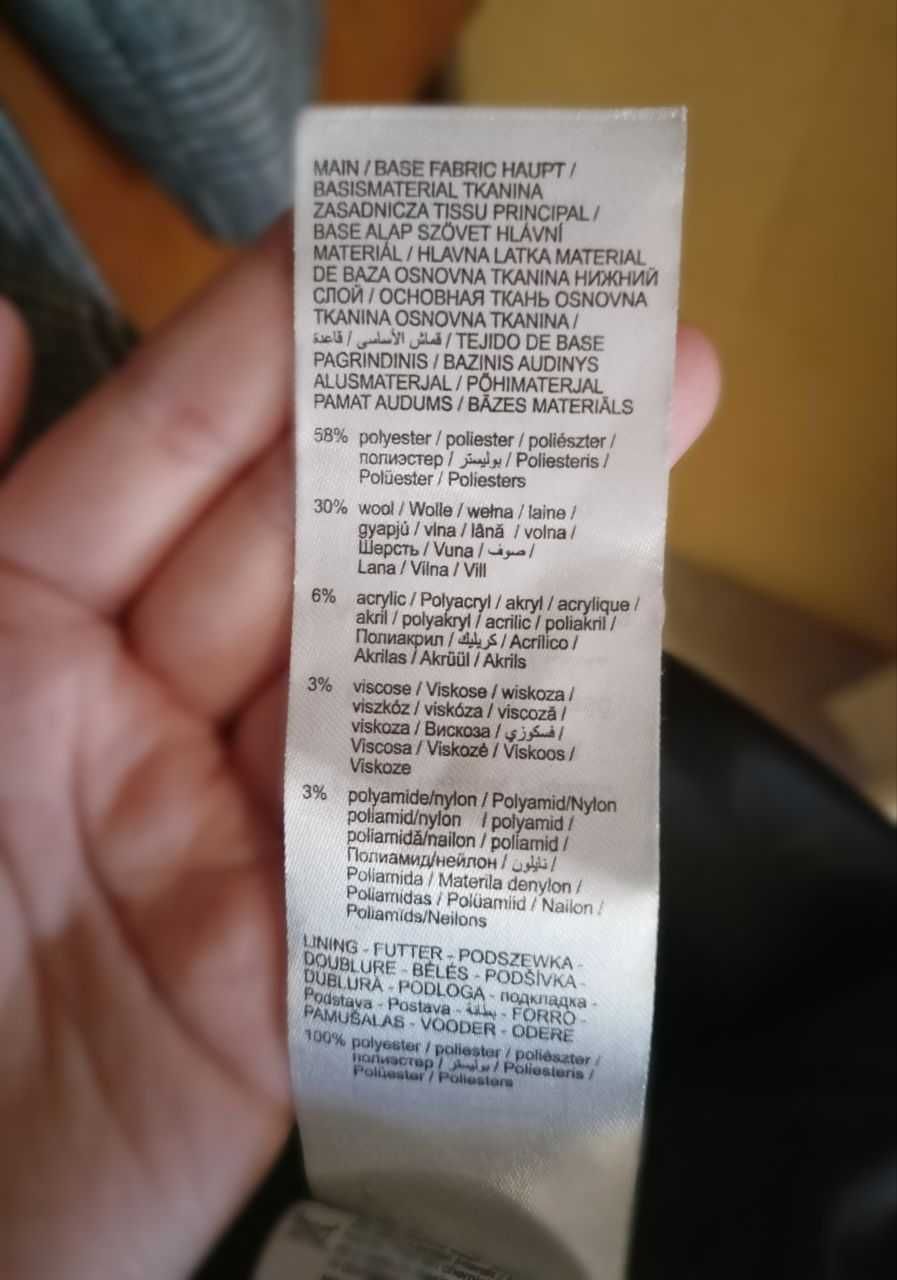 MAIN / BASE FABRIC HAUPT /
BASISMATERIAL TKANINA
ZASADNICZA TISSU PRINCIPAL /
BASE ALAP SZÖVET HLÁVNÍ
MATERIÁL / HLAVNA LATKA MATERIAL
DE BAZA OSNOVNA TKANINA НИЖНИЙ
СЛОЙ / ОСНОВНАЯ ТКАНЬ OSNOVNA
TKANINA OSNOVNA TKANINA /
قماش الأساسى / قاعدة / TEJIDO DE BASE
PAGRINDINIS / BAZINIS AUDINYS
ALUSMATERJAL / PÕHIMATERJAL
PAMAT AUDUMS / BĀZES MATERIĀLS
58% polyester / poliester / poliészter /
полиэстер / بوليستر / Poliesteris /
Polüester / Poliesters
30% wool / Wolle / wełna / laine /
gyapjú / vlna / lână / volna /
Шерсть / Vuna / صوف /
Lana / Vilna / Vill
6% acrylic / Polyacryl / akryl / acrylique /
akril / polyakryl / acrilic / poliakril /
Полиакрил / كريليك / Acrílico /
Akrilas / Akrüül / Akrils
3% viscose / Viskose / wiskoza /
viszkóz / viskóza / viscoză /
viskoza / Вискоза / فسكوزي /
Viscosa / Viskozė / Viskoos /
Viskoze
3% polyamide/nylon / Polyamid/Nylon
poliamid/nylon / polyamid /
poliamidă/nailon / poliamid /
Полиамид/нейлон / نايلون /
Poliamida / Materila denylon /
Poliamidas / Polüamiid / Nailon /
Poliamīds/Neilons
LINING - FUTTER - PODSZEWKA -
DOUBLURE - BÉLÉS - PODŠÍVKA -
DUBLURĂ - PODLOGA - подкладка -
Podstava - Postava - بطانة - FORRO -
PAMUŠALAS - VOODER - ODERE
100% polyester / poliester / poliészter /
полиэстер / بوليستر / Poliesteris /
Polüester / Poliesters